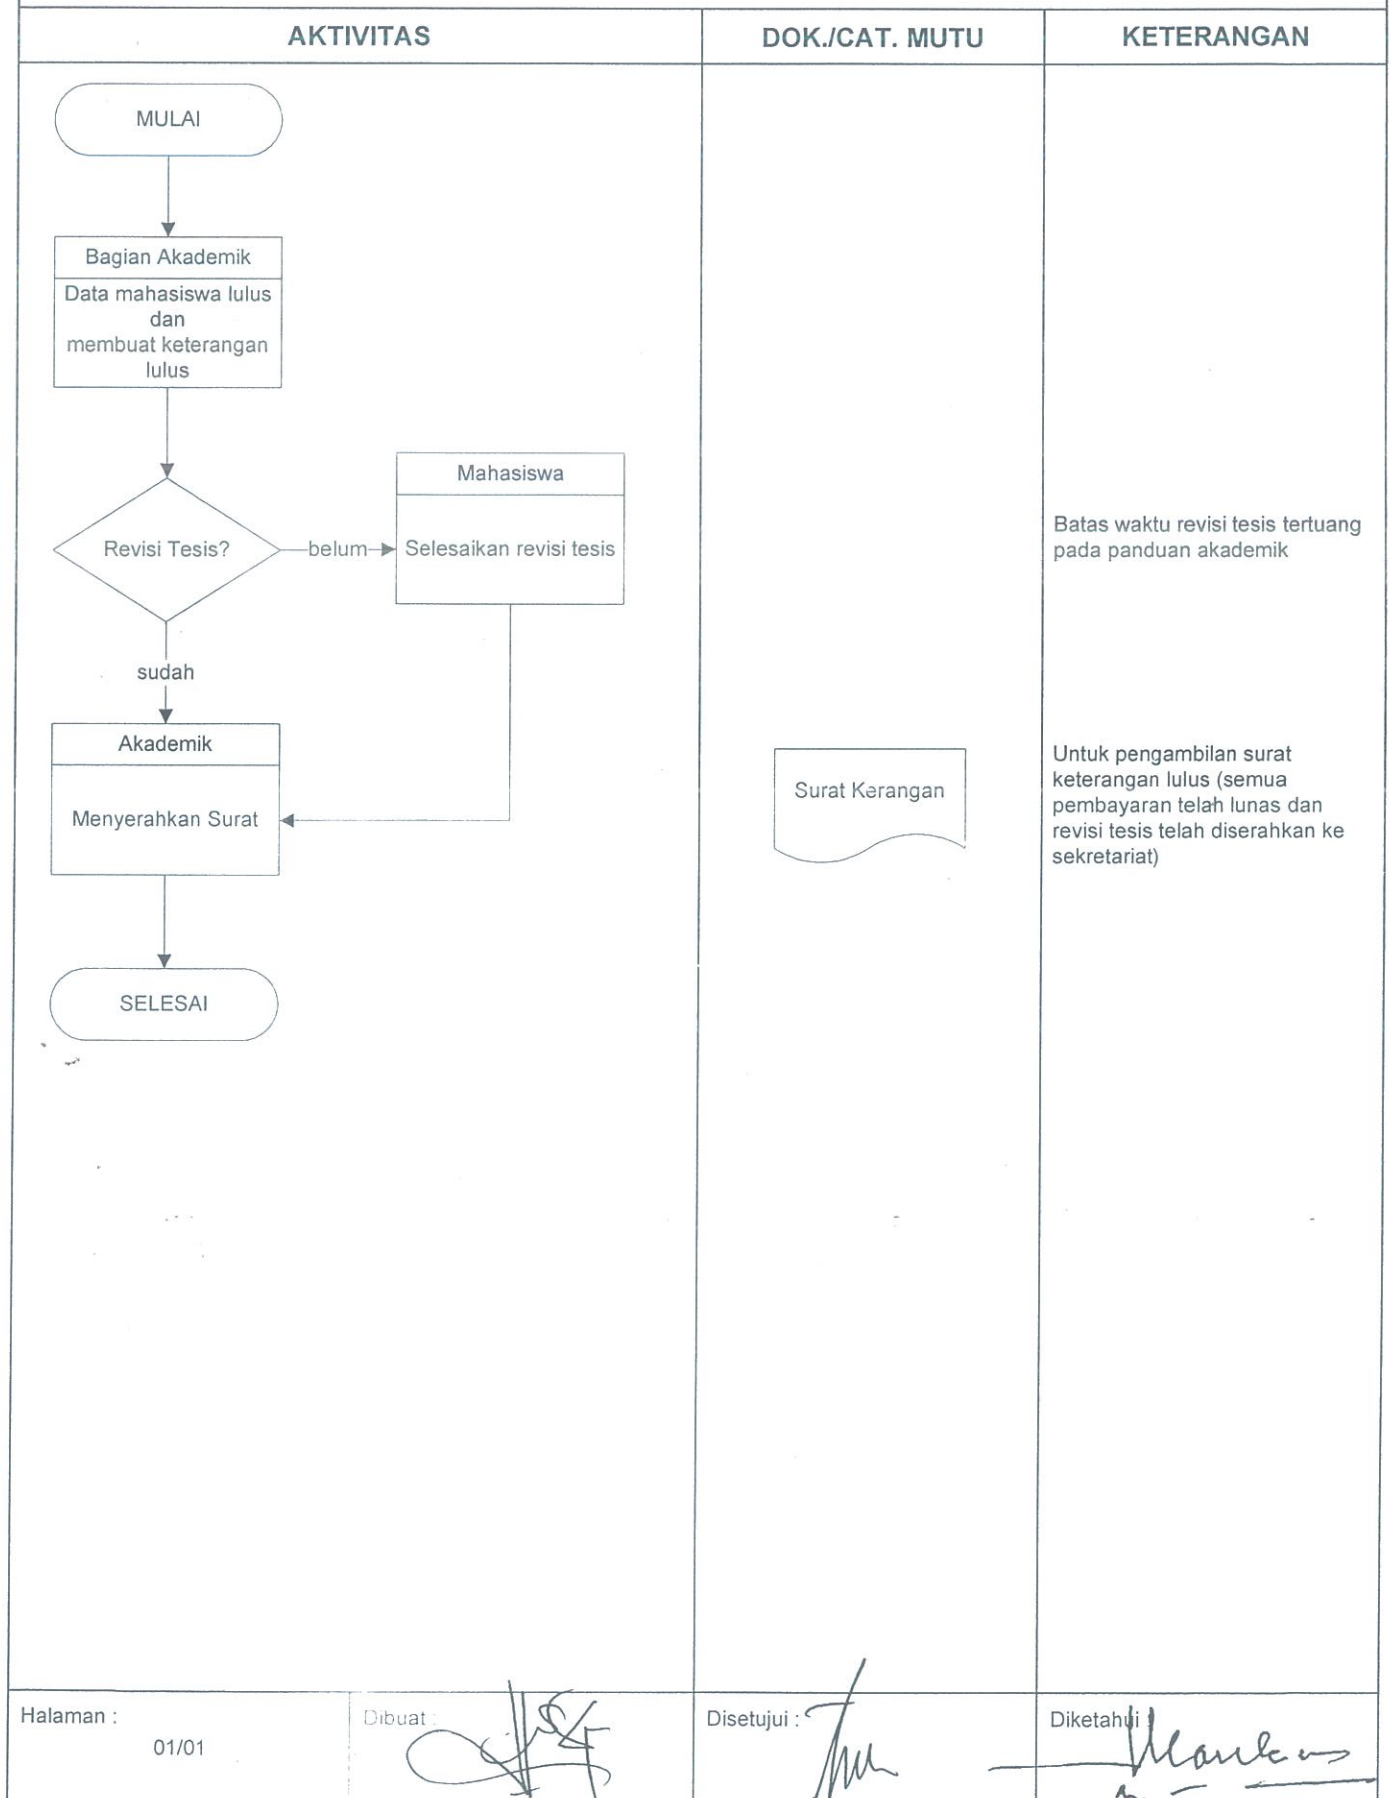 AKTIVITAS
DOK./CAT. MUTU
KETERANGAN
MULAI
Bagian Akademik
Data mahasiswa lulus
dan
membuat keterangan
lulus
Mahasiswa
Revisi Tesis?
belum
Selesaikan revisi tesis
Batas waktu revisi tesis tertuang
pada panduan akademik
sudah
Akademik
Menyerahkan Surat
Surat Kerangan
Untuk pengambilan surat
keterangan lulus (semua
pembayaran telah lunas dan
revisi tesis telah diserahkan ke
sekretariat)
SELESAI
Halaman :
01/01
Dibuat :
Disetujui :
Diketahui :